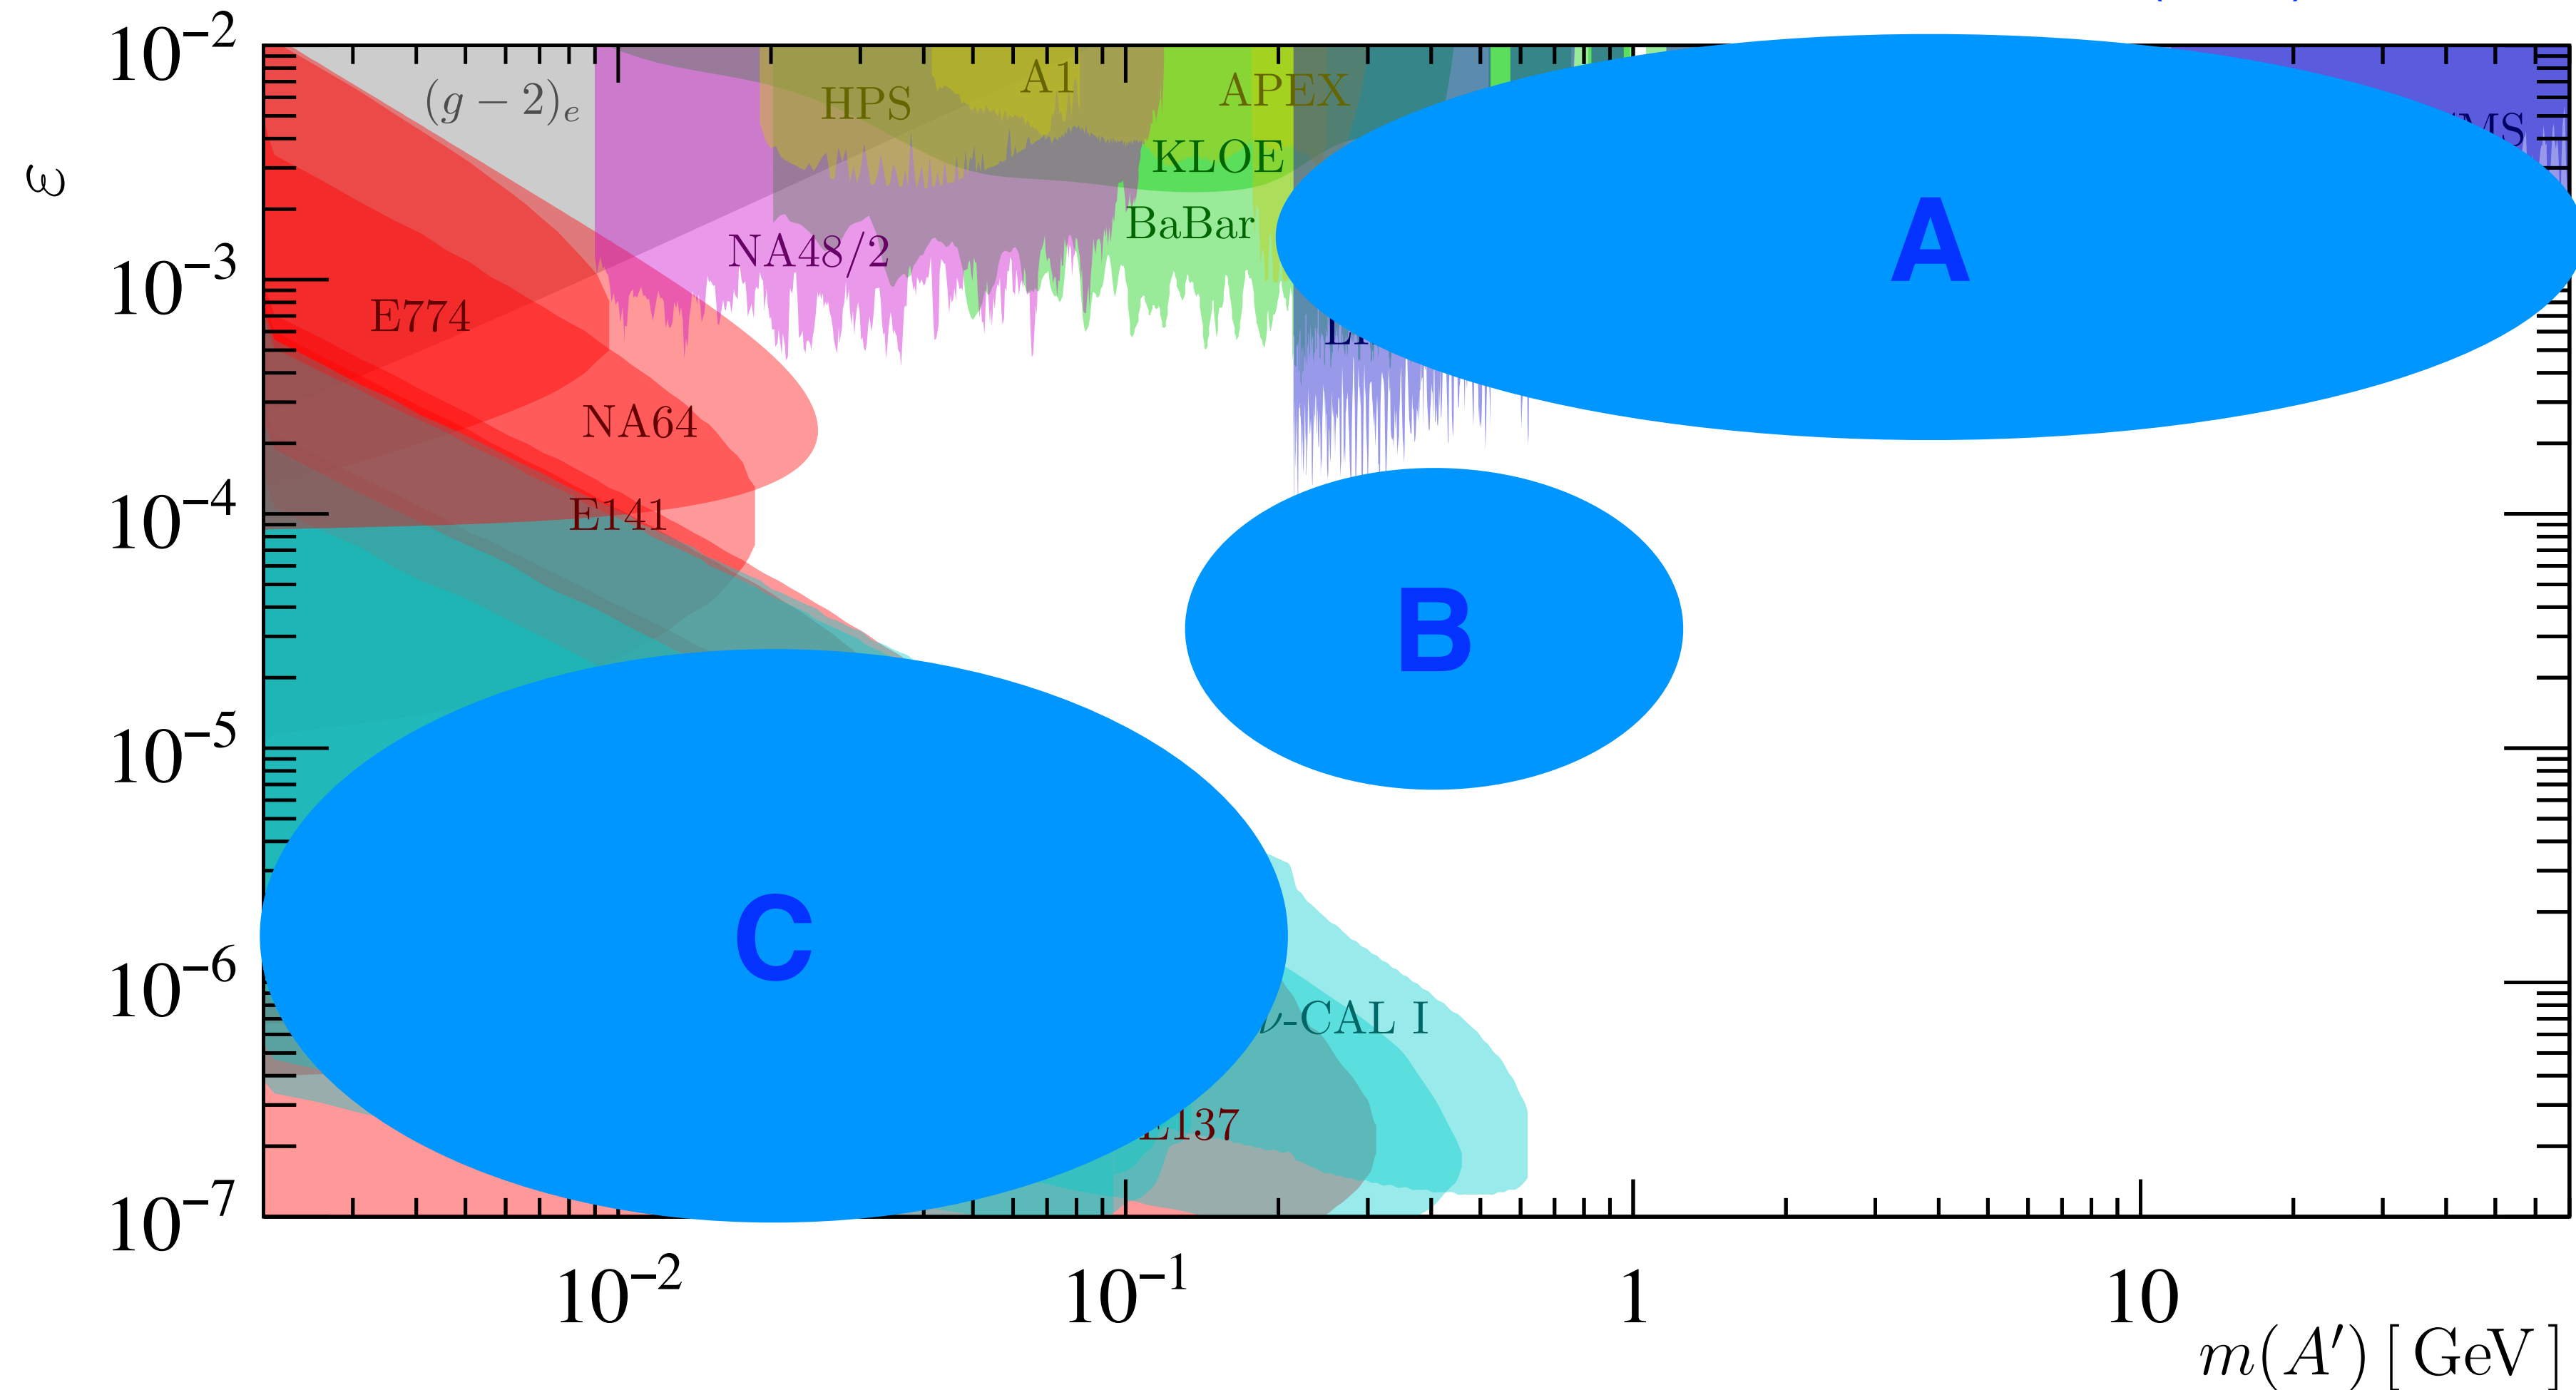 10⁻²
ε
(g − 2)ₑ
HPS
A1
APEX
KLOE
BaBar
NA48/2
10⁻³
E774
NA64
E141
10⁻⁴
A
B
10⁻⁵
C
10⁻⁶
ν-CAL I
E137
10⁻⁷
10⁻²
10⁻¹
1
10
m(A′) [ GeV ]